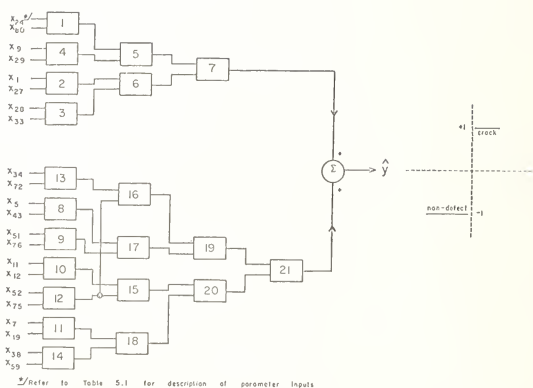 x74*/
x60
1
x9
x29
4
5
7
x1
x27
2
6
x28
x33
3
+1
crack
*
Σ
ŷ
*
x34
x72
13
16
x5
x43
8
non-defect
-1
x51
x76
9
17
19
x11
x12
10
21
x52
x75
12
15
20
x7
x19
11
18
x38
x59
14
*/Refer to Table 5.1 for description of parameter inputs